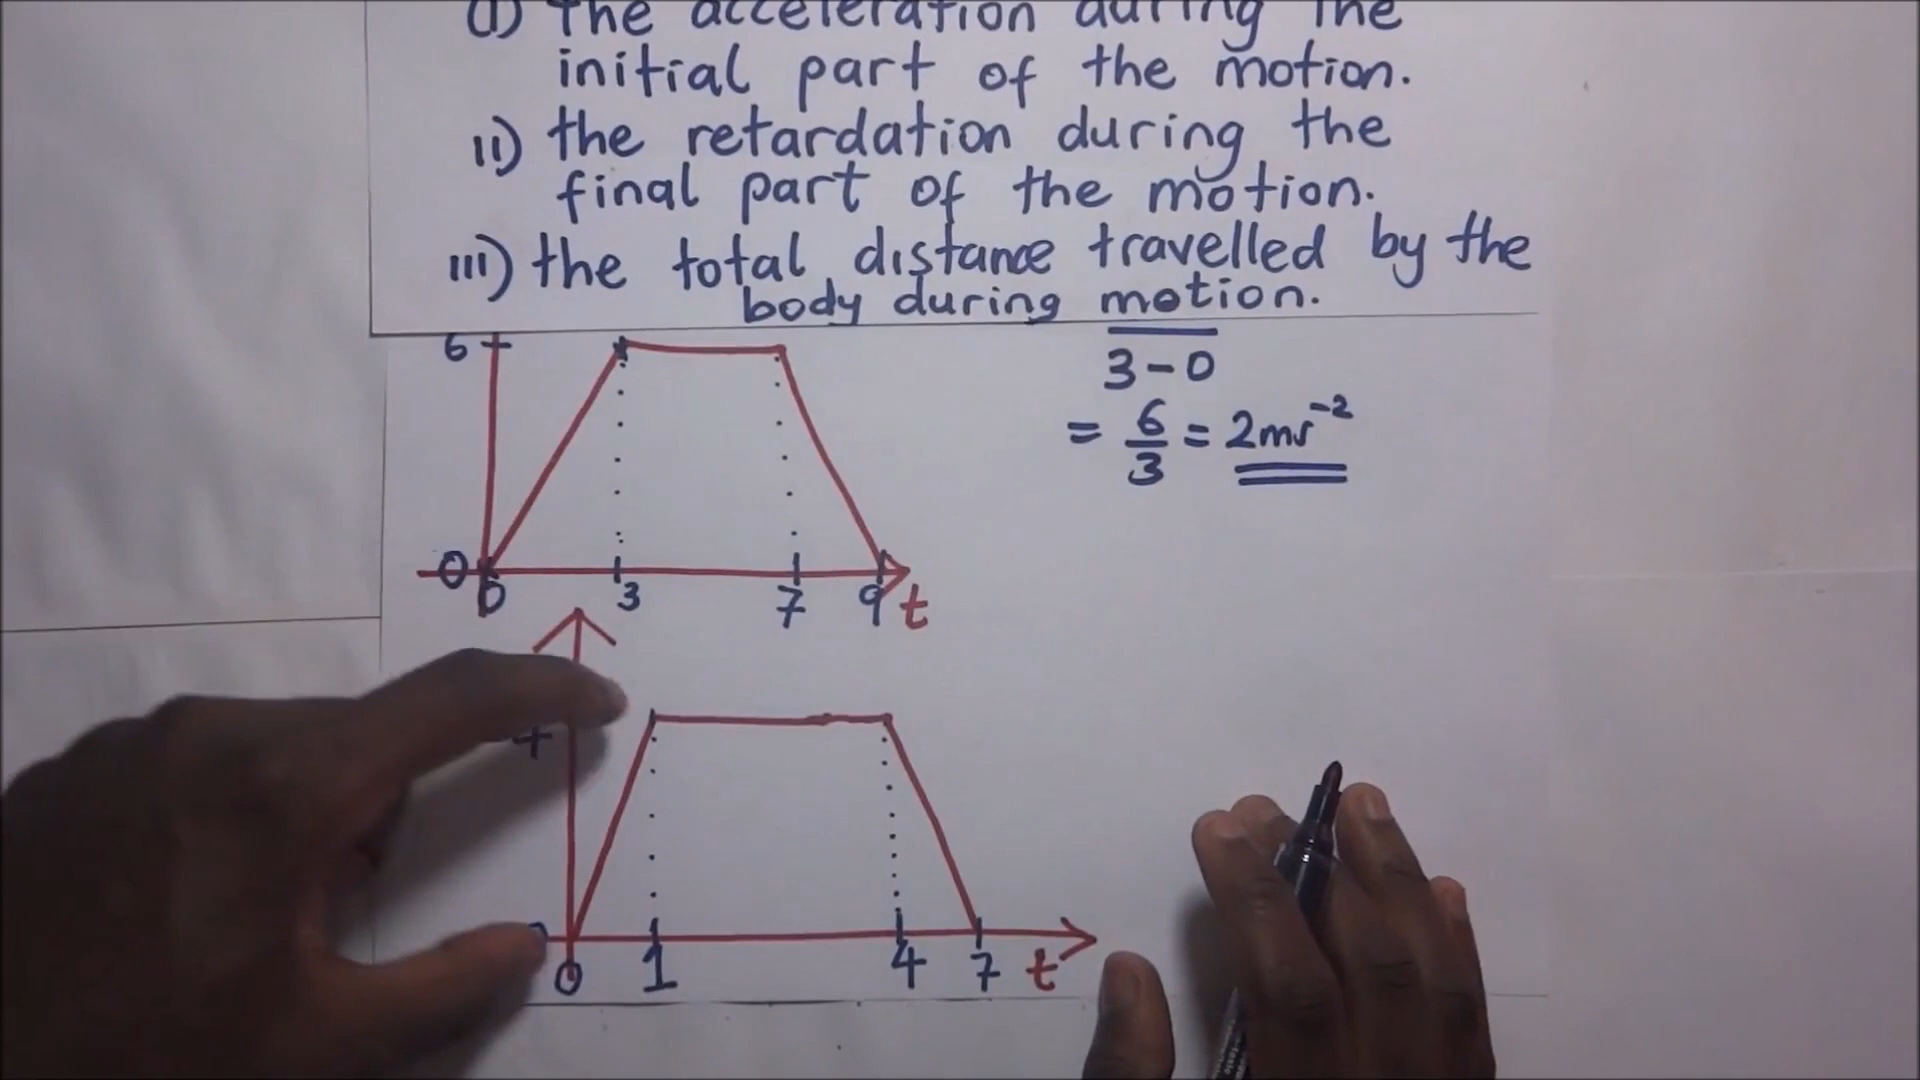 (i) the acceleration during the
initial part of the motion.
ii) the retardation during the
final part of the motion.
iii) the total distance travelled by the
body during motion.
6
3-0
= 6/3 = 2ms⁻²
0
0 3 7 9 t
4
0 1 4 7 t